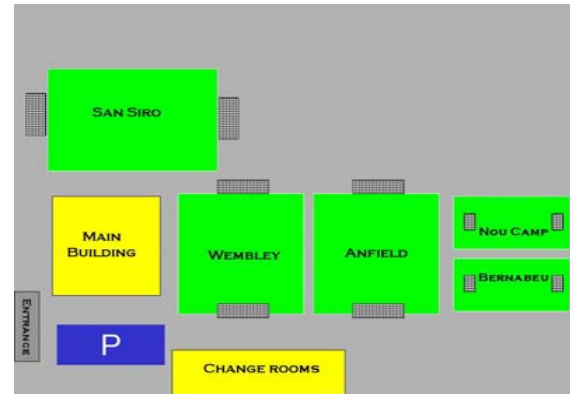 SAN SIRO
MAIN
BUILDING
WEMBLEY
ANFIELD
NOU CAMP
BERNABEU
ENTRANCE
P
CHANGE ROOMS